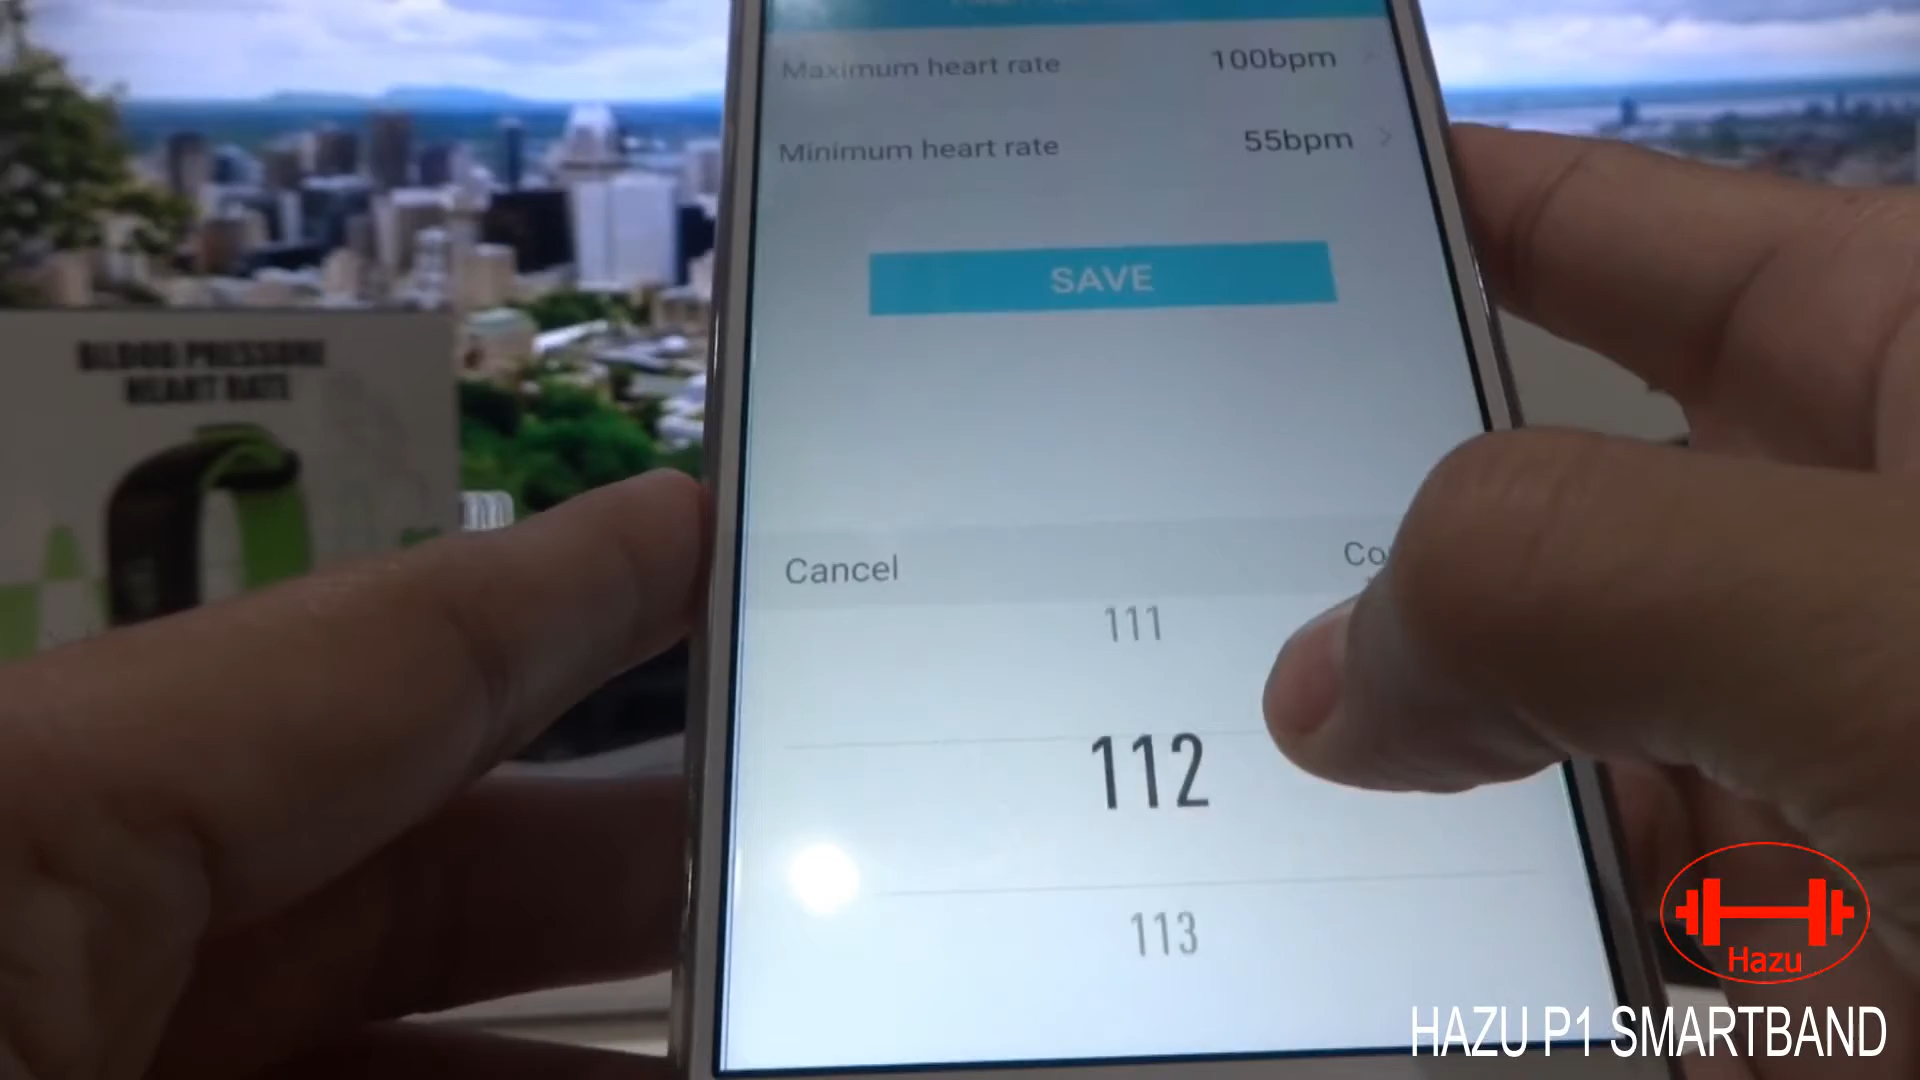 Maximum heart rate 100bpm
Minimum heart rate 55bpm
SAVE
BLOOD PRESSURE
HEART RATE
Cancel
111
112
113
Hazu
HAZU P1 SMARTBAND